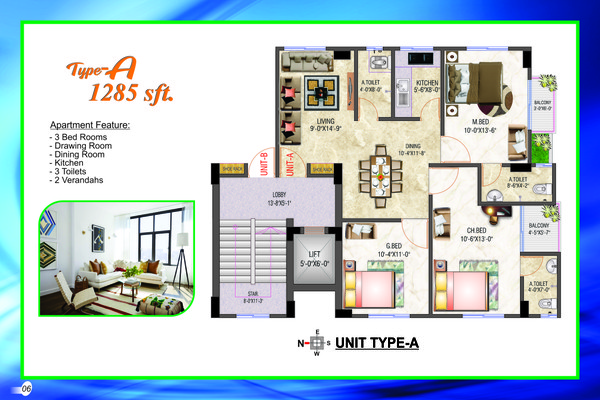 Type-A
1285 sft.
Apartment Feature:
- 3 Bed Rooms
- Drawing Room
- Dining Room
- Kitchen
- 3 Toilets
- 2 Verandahs
LIVING
9'-0"X14'-9"
A.TOILET
4'-0"X8'-0"
KITCHEN
5'-6"X8'-0"
M.BED
10'-0"X13'-6"
BALCONY
3'-0"X6'-0"
DINING
10'-4"X11'-8"
UNIT-B
UNIT-A
SHOE RACK
SHOE RACK
A.TOILET
8'-6"X4'-2"
LOBBY
13'-8"X5'-1"
LIFT
5'-0"X6'-0"
STAR
8'-0"X11'-3"
G.BED
10'-4"X11'-0"
CH.BED
10'-6"X13'-0"
BALCONY
4'-5"X5'-7"
A.TOILET
4'-0"X7'-0"
E
N
S
W
UNIT TYPE-A
06